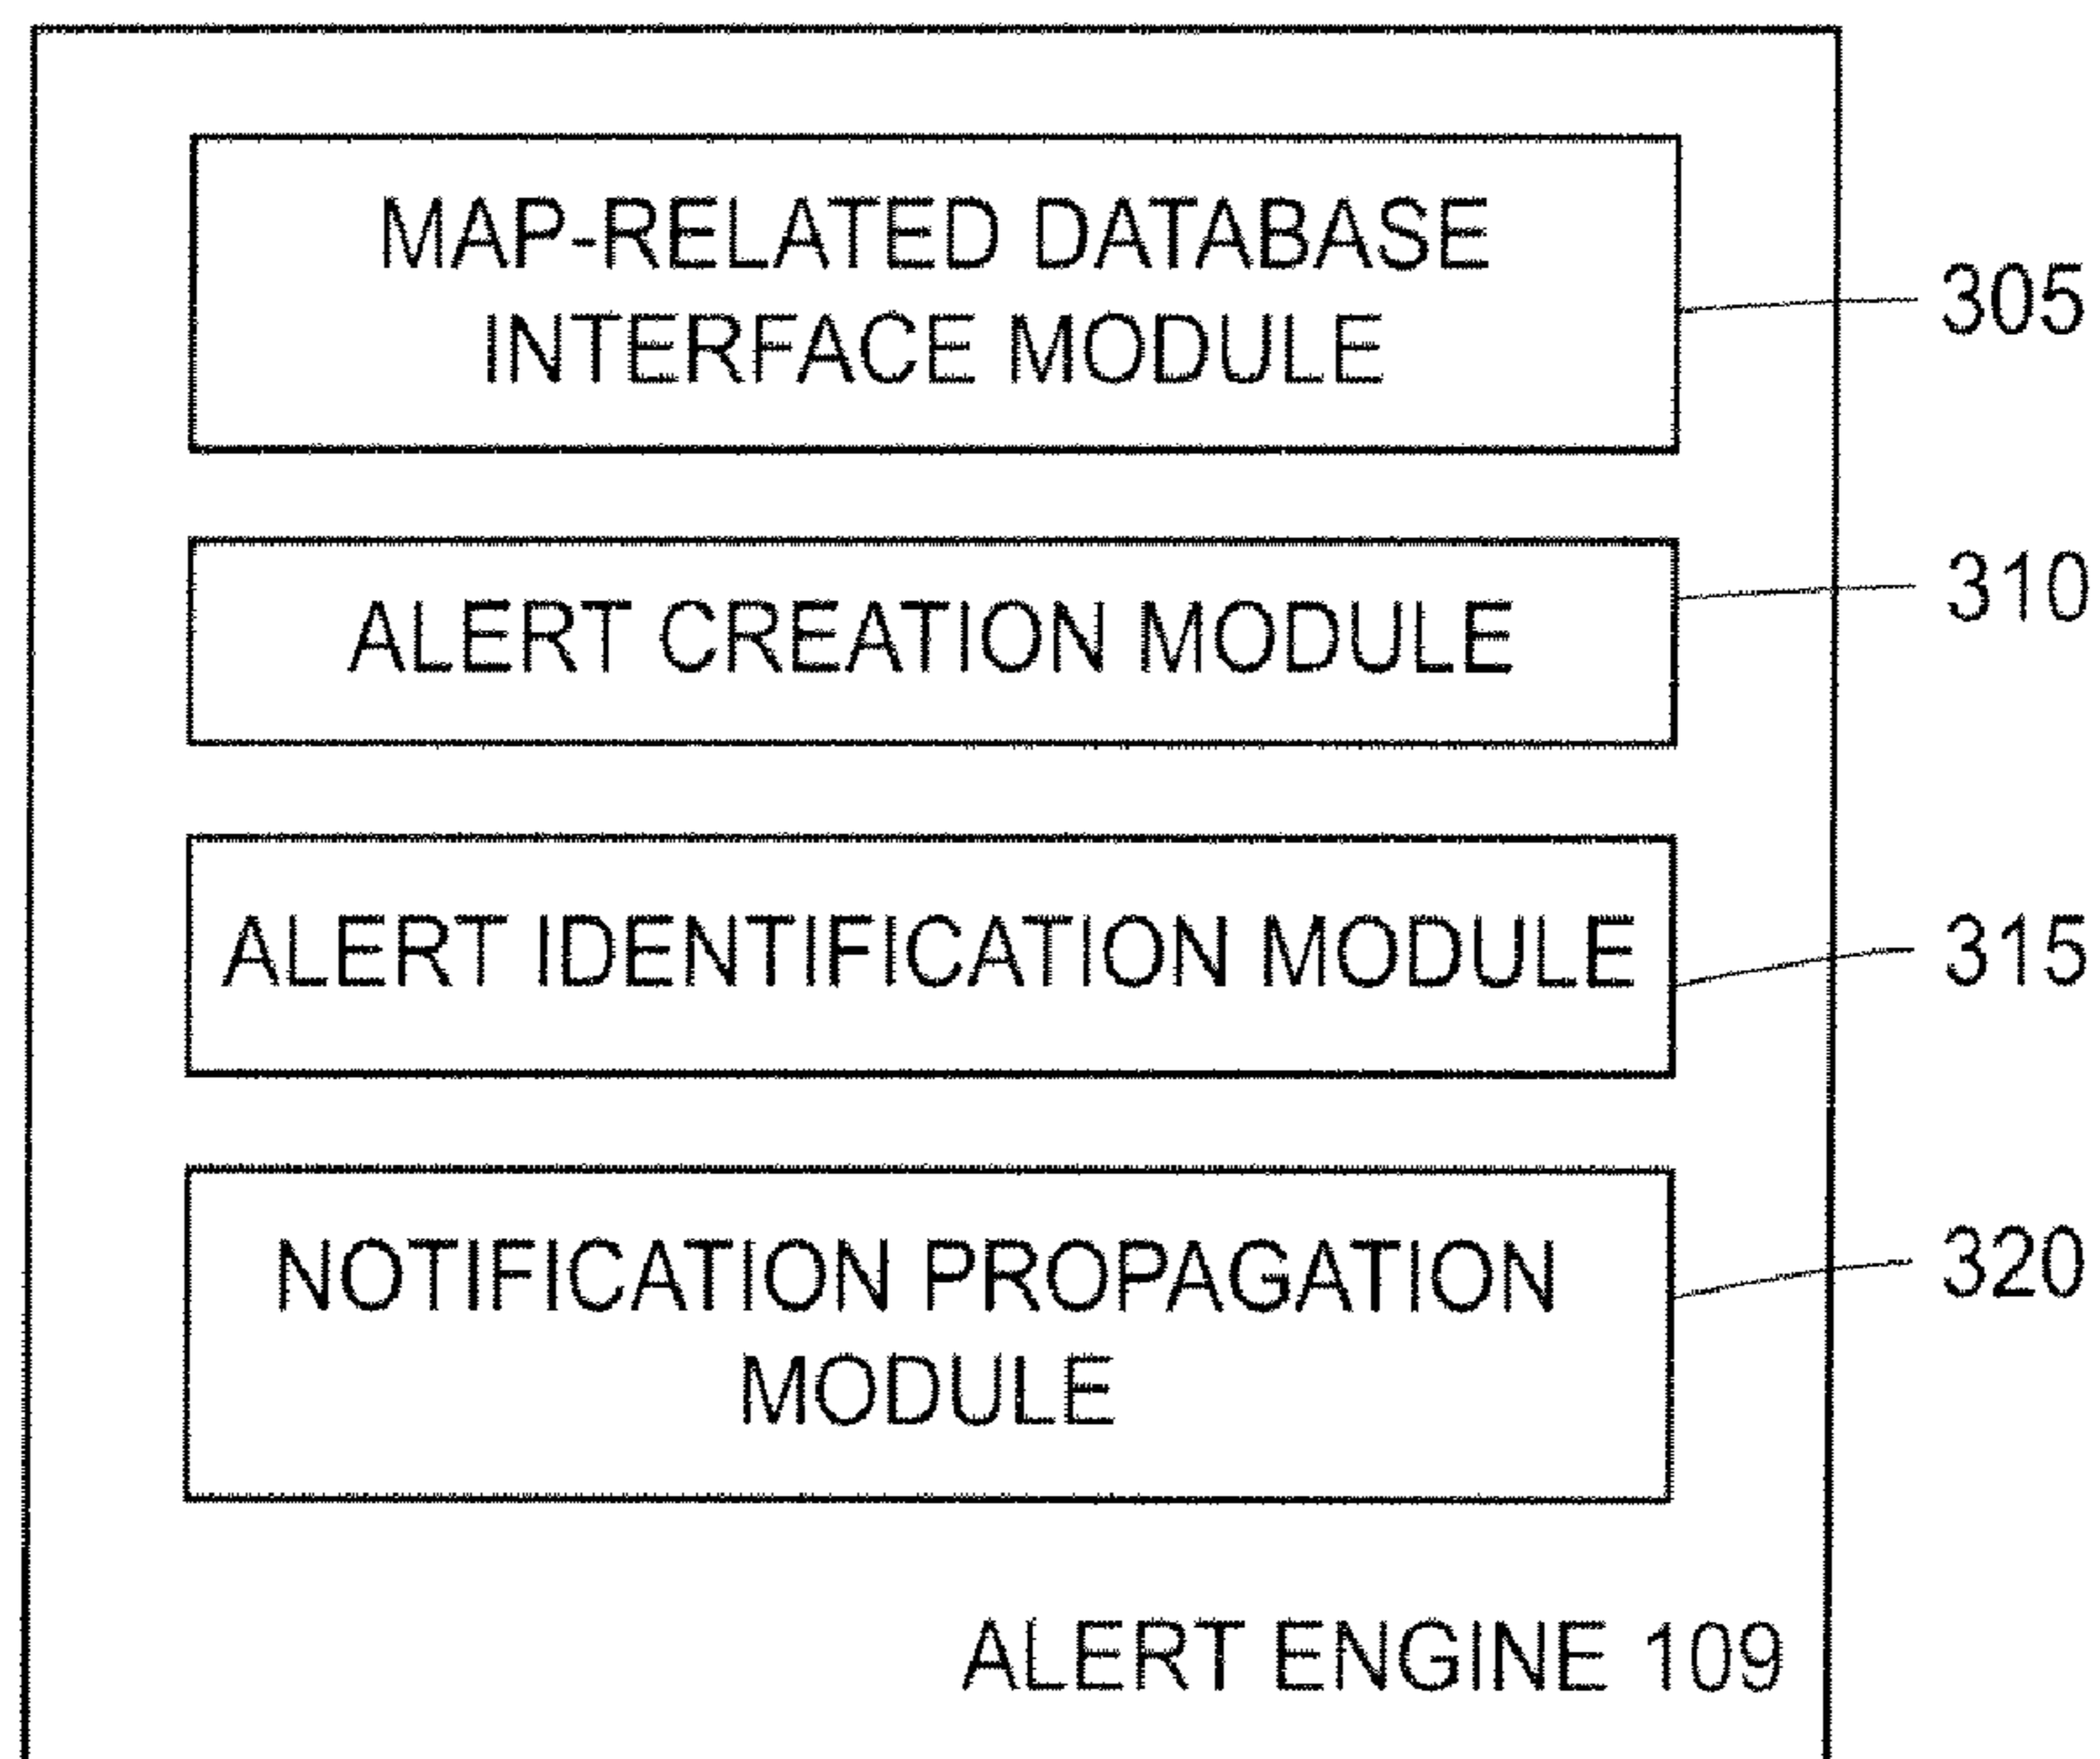 MAP-RELATED DATABASE
INTERFACE MODULE
305
ALERT CREATION MODULE
310
ALERT IDENTIFICATION MODULE
315
NOTIFICATION PROPAGATION
MODULE
320
ALERT ENGINE 109